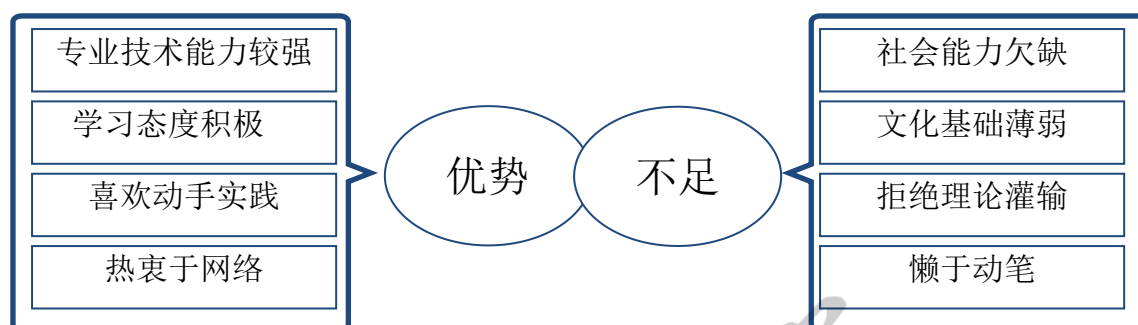 专业技术能力较强
学习态度积极
喜欢动手实践
热衷于网络
优势
不足
社会能力欠缺
文化基础薄弱
拒绝理论灌输
懒于动笔